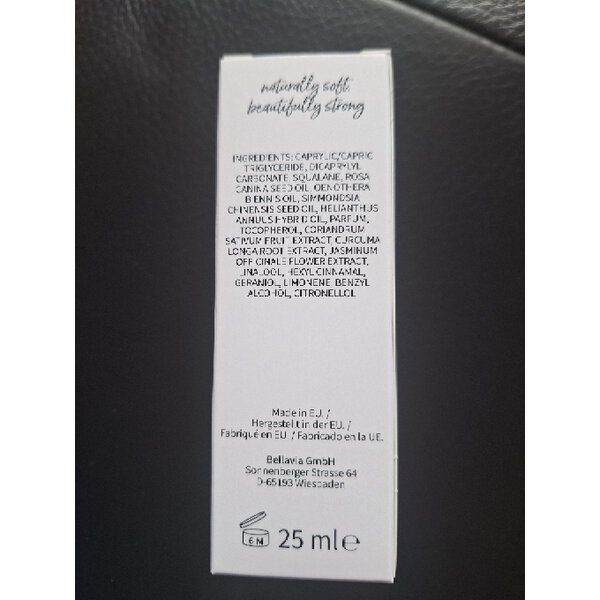 naturally soft
beautifully strong
INGREDIENTS: CAPRYLIC/CAPRIC
TRIGLYCERIDE, DICAPRYLYL
CARBONATE, SQUALANE, ROSA
CANINA SEED OIL, OENOTHERA
BIENNIS OIL, SIMMONDSIA
CHINENSIS SEED OIL, HELIANTHUS
ANNUUS HYBRID OIL, PARFUM,
TOCOPHEROL, CORIANDRUM
SATIVUM FRUIT EXTRACT, CURCUMA
LONGA ROOT EXTRACT, JASMINUM
OFFICINALE FLOWER EXTRACT,
LINALOOL, HEXYL CINNAMAL,
GERANIOL, LIMONENE, BENZYL
ALCOHOL, CITRONELLOL
Made in EU. /
Hergestellt in der EU. /
Fabriqué en EU. / Fabricado en la UE.
Bellavia GmbH
Sonnenberger Strasse 64
D-65193 Wiesbaden
6 M
25 ml ℮